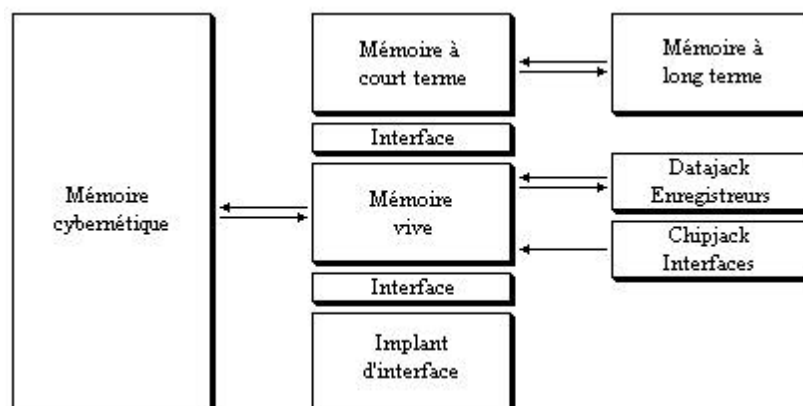 Mémoire
cybernétique
Mémoire à
court terme
Interface
Mémoire
vive
Interface
Implant
d'interface
Mémoire à
long terme
Datajack
Enregistreurs
Chipjack
Interfaces